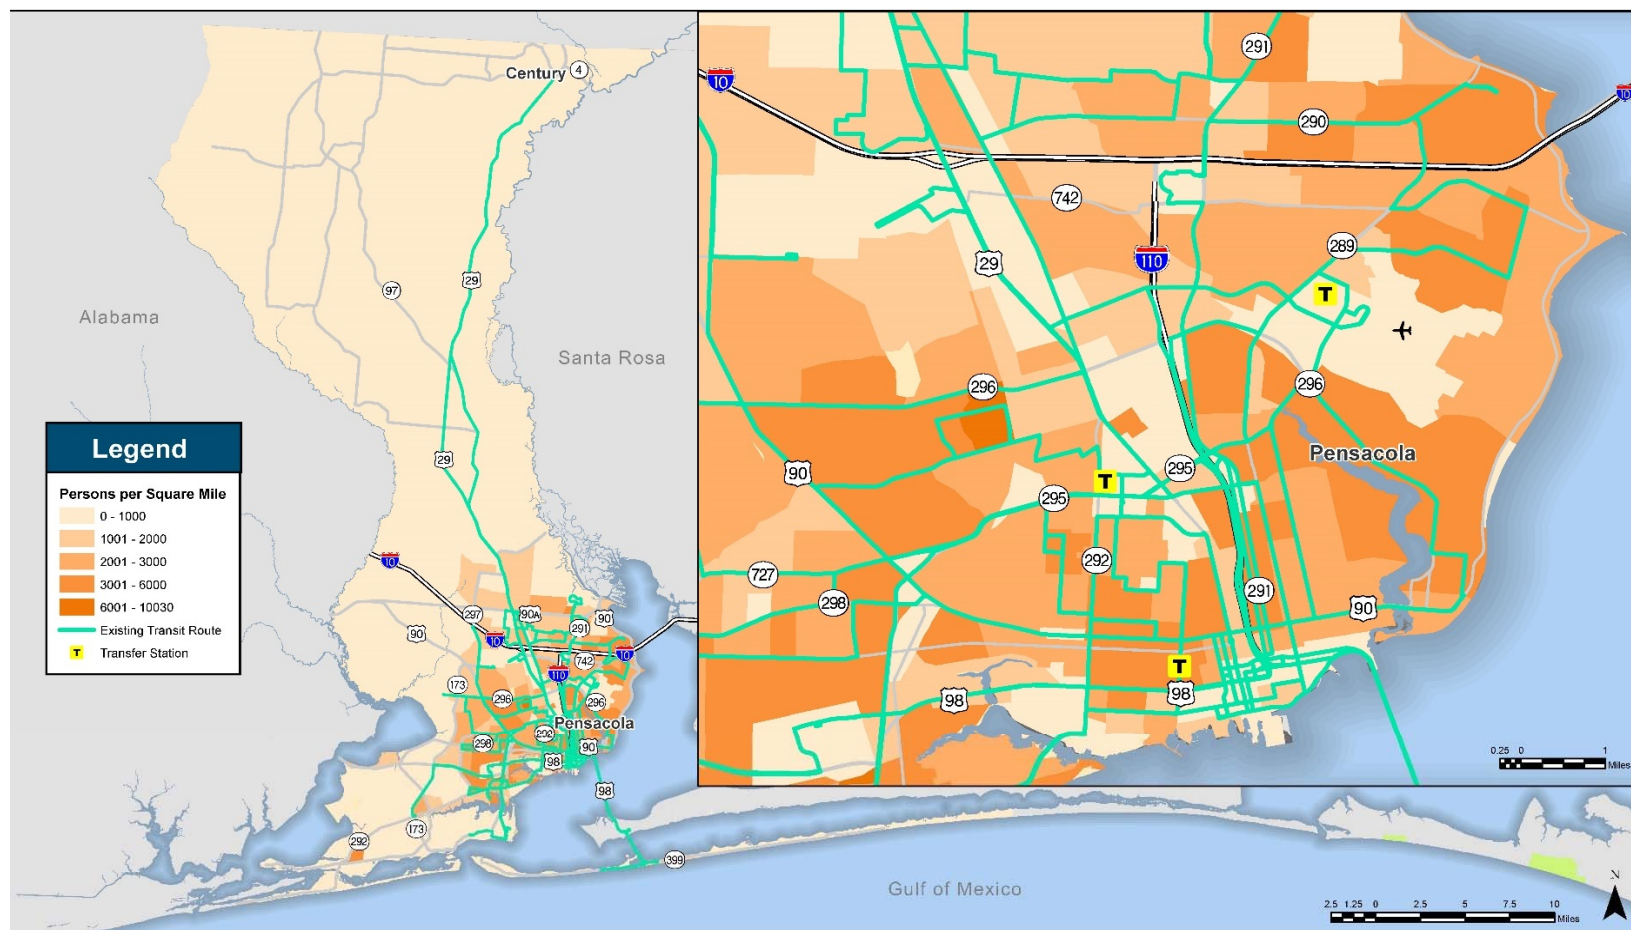 Century
4
29
97
Alabama
Santa Rosa
29
Legend
Persons per Square Mile
0 - 1000
1001 - 2000
2001 - 3000
3001 - 6000
6001 - 10030
Existing Transit Route
T Transfer Station
10
297
90A
90
90
291
10
10
742
110
173
296
296
Pensacola
292
298
90
98
98
173
292
399
Gulf of Mexico
291
10
10
290
742
289
29
110
T
296
296
90
Pensacola
295
T
295
292
727
298
291
90
T
98
98
0.25 0 1
Miles
N
2.5 1.25 0 2.5 5 7.5 10
Miles